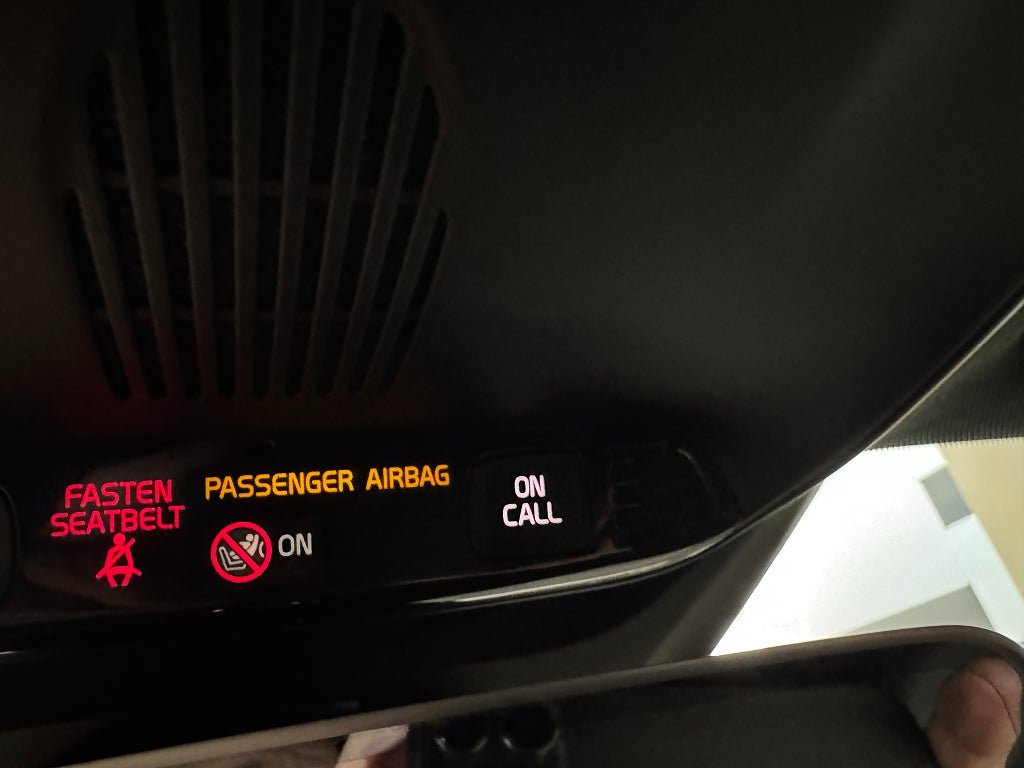 FASTEN
SEATBELT
PASSENGER AIRBAG
ON
ON
CALL